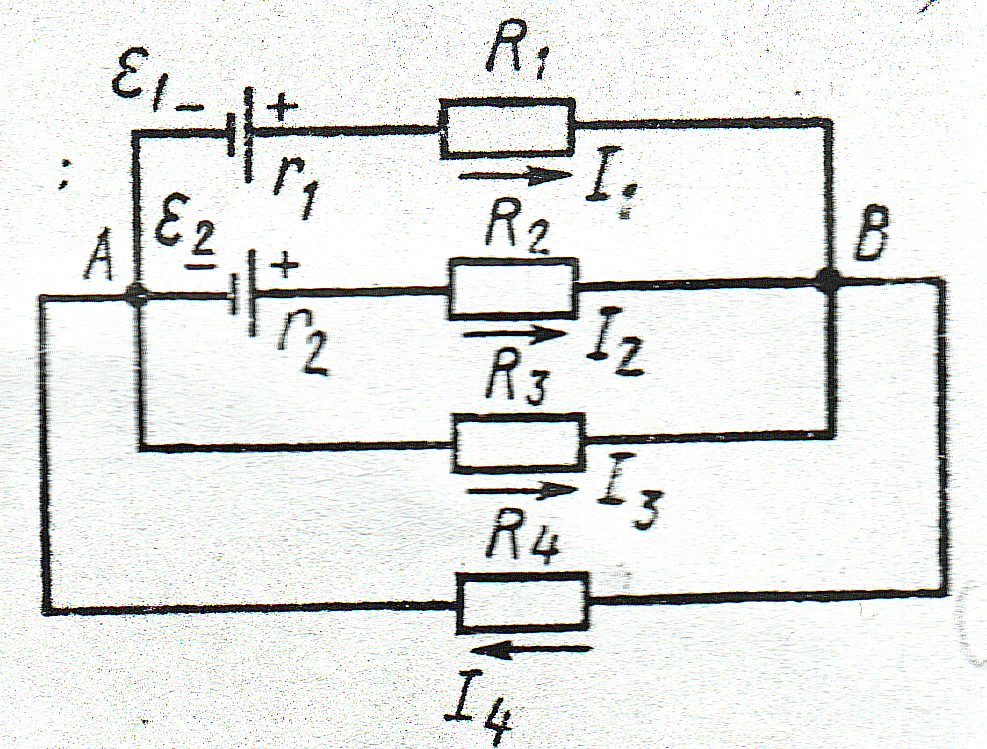 R1
ε1 - +
r1
I1
A ε2 - +
R2
B
r2
I2
R3
I3
R4
I4